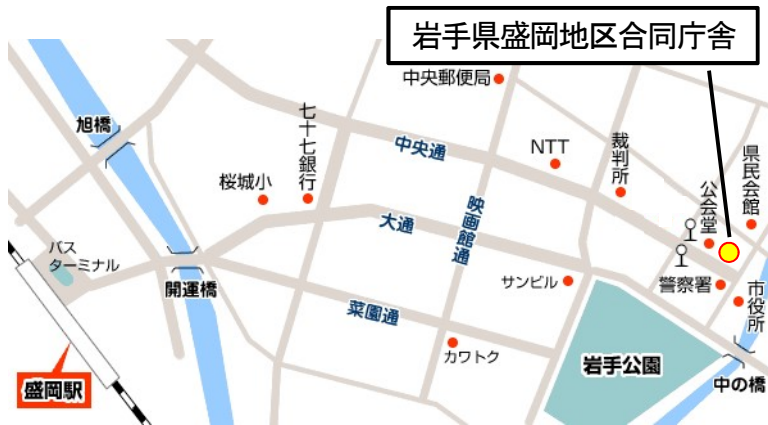 岩手県盛岡地区合同庁舎
中央郵便局
旭橋
七十七銀行
中央通
NTT
裁判所
県民会館
桜城小
映画館通
公会堂
大通
バス
ターミナル
開運橋
サンビル
警察署
市役所
菜園通
カワトク
岩手公園
中の橋
盛岡駅